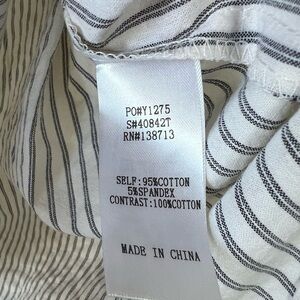 PO#Y1275
S#40842T
RN#138713
SELF:95%COTTON
5%SPANDEX
CONTRAST:100%COTTON
MADE IN CHINA